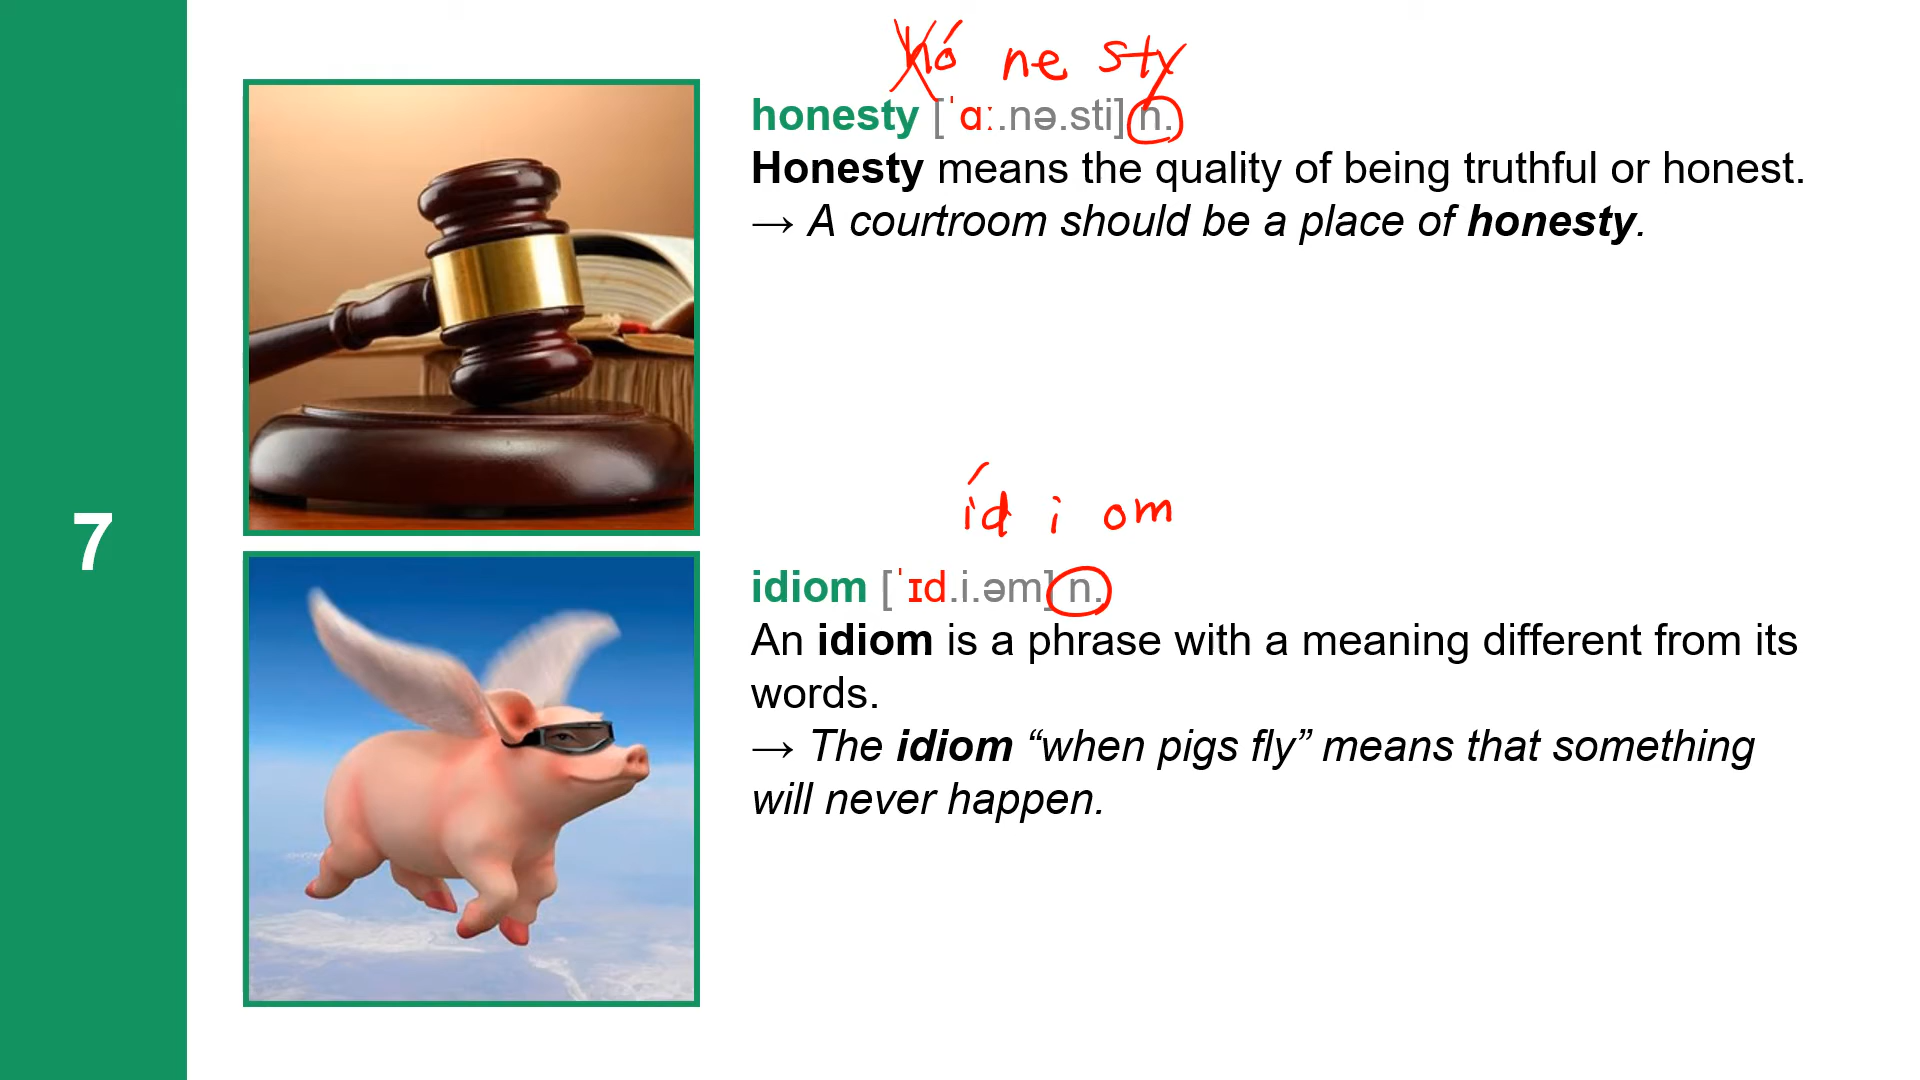 hó ne sty
honesty [ˈɑː.nə.sti] n.
Honesty means the quality of being truthful or honest.
→ A courtroom should be a place of honesty.
7
íd i om
idiom [ˈɪd.i.əm] n.
An idiom is a phrase with a meaning different from its
words.
→ The idiom “when pigs fly” means that something
will never happen.